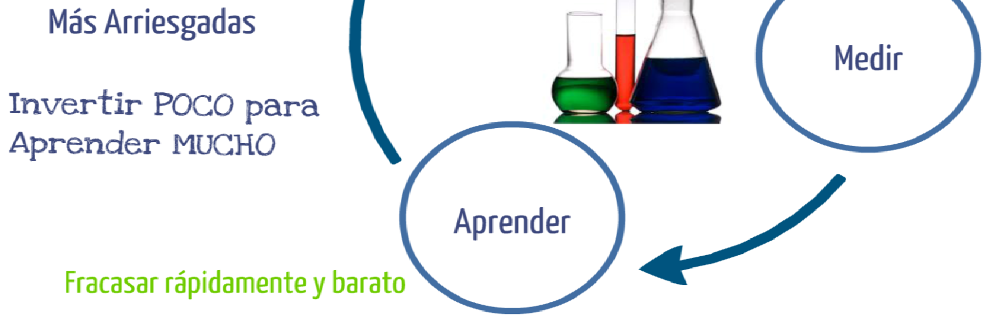 Más Arriesgadas
Medir
Invertir POCO para
Aprender MUCHO
Aprender
Fracasar rápidamente y barato